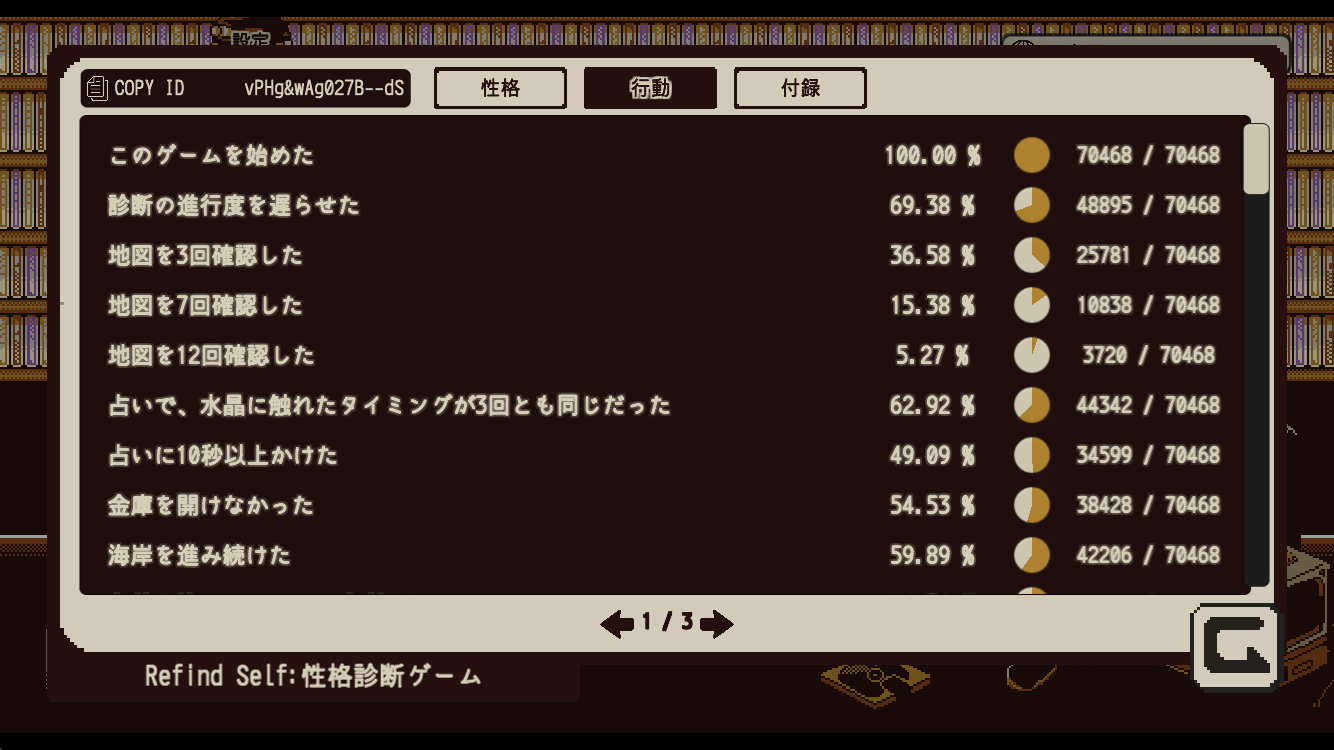 設定
COPY ID vPHg&wAg027B--dS 性格 行動 付録
このゲームを始めた 100.00 % 70468 / 70468
診断の進行度を遅らせた 69.38 % 48895 / 70468
地図を3回確認した 36.58 % 25781 / 70468
地図を7回確認した 15.38 % 10838 / 70468
地図を12回確認した 5.27 % 3720 / 70468
占いで、水晶に触れたタイミングが3回とも同じだった 62.92 % 44342 / 70468
占いに10秒以上かけた 49.09 % 34599 / 70468
金庫を開けなかった 54.53 % 38428 / 70468
海岸を進み続けた 59.89 % 42206 / 70468
1 / 3
Refind Self:性格診断ゲーム